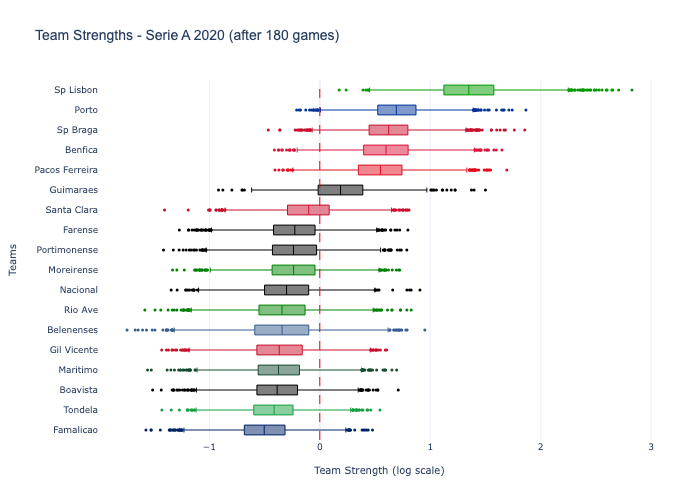 Team Strengths - Serie A 2020 (after 180 games)
Sp Lisbon
Porto
Sp Braga
Benfica
Pacos Ferreira
Guimaraes
Santa Clara
Farense
Portimonense
Moreirense
Nacional
Rio Ave
Belenenses
Gil Vicente
Maritimo
Boavista
Tondela
Famalicao
Teams
−1 0 1 2 3
Team Strength (log scale)